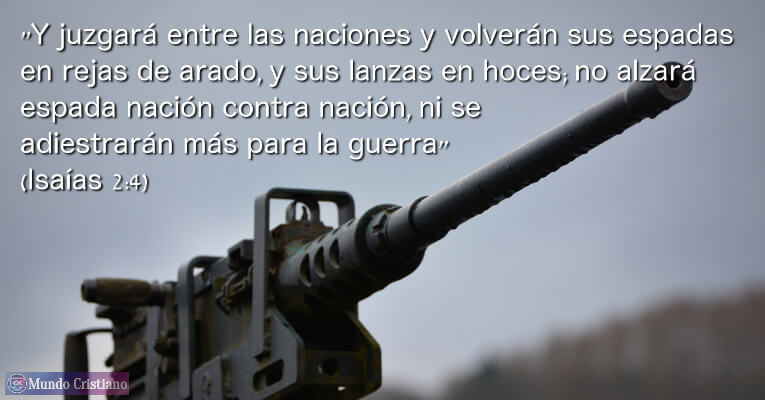 "Y juzgará entre las naciones y volverán sus espadas
en rejas de arado, y sus lanzas en hoces; no alzará
espada nación contra nación, ni se
adiestrarán más para la guerra"
(Isaías 2:4)
Mundo Cristiano